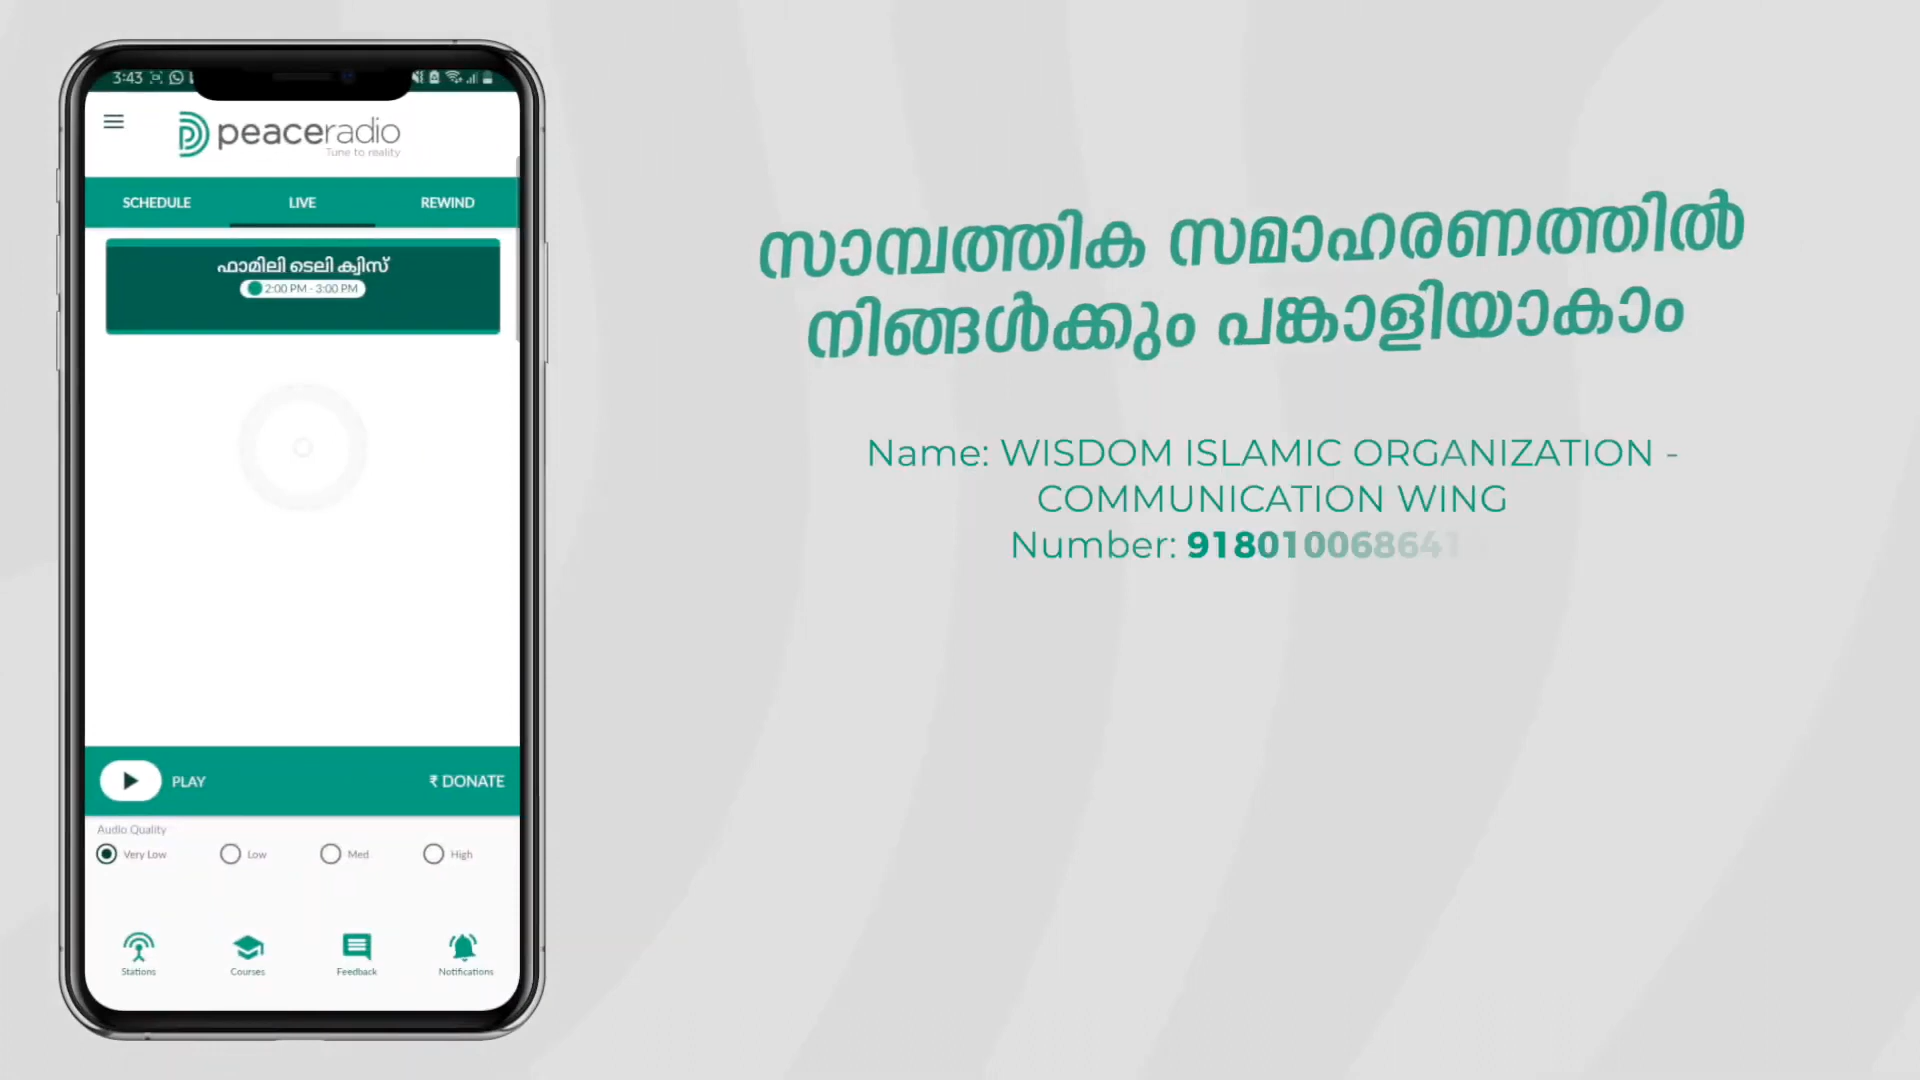 3:43
peaceradio
Tune to reality
SCHEDULE LIVE REWIND
ഫാമിലി ടെലി ക്വിസ്
2:00 PM - 3:00 PM
PLAY ₹ DONATE
Audio Quality
Very Low Low Med High
Stations Courses Feedback Notifications
സാമ്പത്തിക സമാഹരണത്തിൽ
നിങ്ങൾക്കും പങ്കാളിയാകാം
Name: WISDOM ISLAMIC ORGANIZATION -
COMMUNICATION WING
Number: